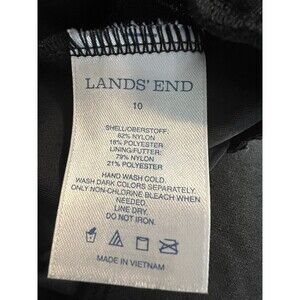 LANDS' END
10
SHELL/OBERSTOFF:
82% NYLON
18% POLYESTER
LINING/FUTTER:
79% NYLON
21% POLYESTER
HAND WASH COLD.
WASH DARK COLORS SEPARATELY.
ONLY NON-CHLORINE BLEACH WHEN
NEEDED.
LINE DRY.
DO NOT IRON.
MADE IN VIETNAM